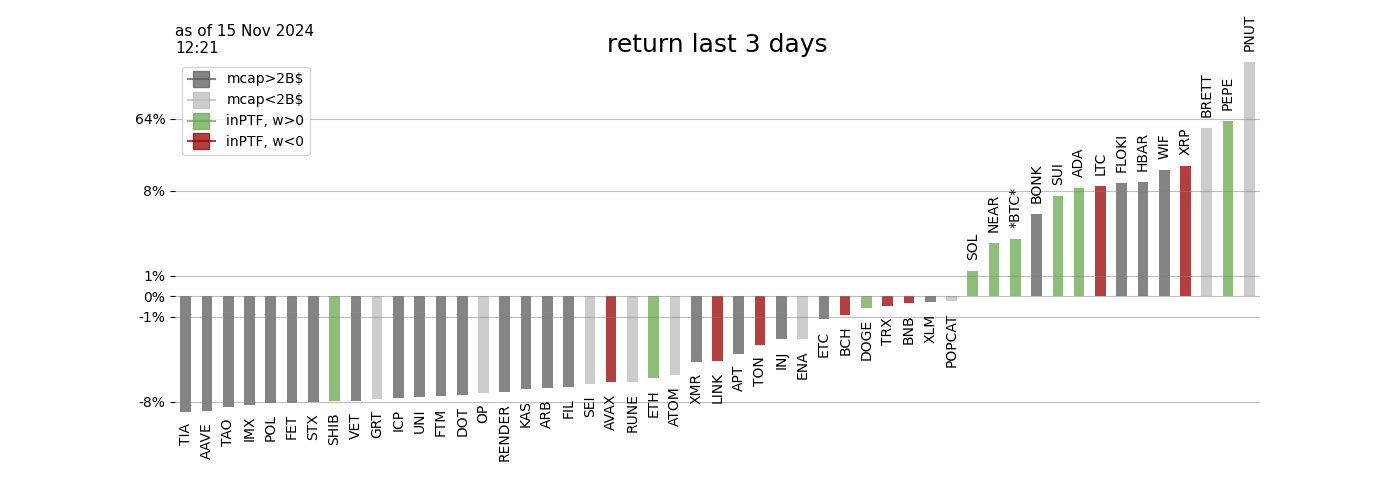 as of 15 Nov 2024
12:21
return last 3 days
mcap>2B$
mcap<2B$
inPTF, w>0
inPTF, w<0
64%
8%
1%
0%
-1%
-8%
TIA
AAVE
TAO
IMX
POL
FET
STX
SHIB
VET
GRT
ICP
UNI
FTM
DOT
OP
RENDER
KAS
ARB
FIL
SEI
AVAX
RUNE
ETH
ATOM
XMR
LINK
APT
TON
INJ
ENA
ETC
BCH
DOGE
TRX
BNB
XLM
POPCAT
SOL
NEAR
*BTC*
BONK
SUI
ADA
LTC
FLOKI
HBAR
WIF
XRP
BRETT
PEPE
PNUT